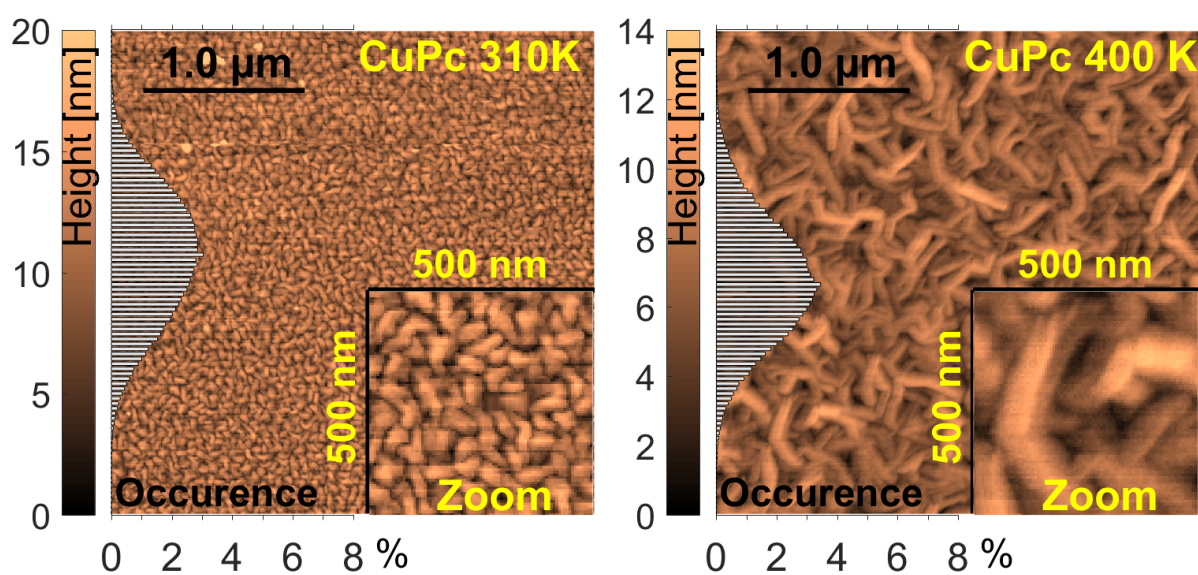 20
15
10
5
0
Height [nm]
1.0 µm
CuPc 310K
500 nm
500 nm
Zoom
Occurence
0 2 4 6 8 %
14
12
10
8
6
4
2
0
Height [nm]
1.0 µm
CuPc 400 K
500 nm
500 nm
Zoom
Occurence
0 2 4 6 8 %